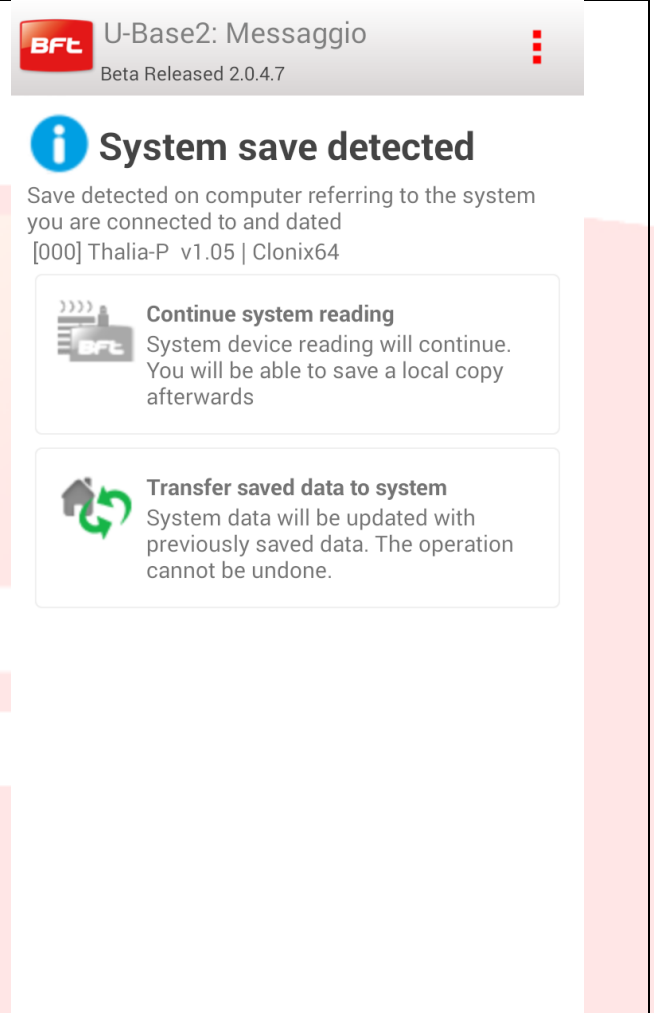 BFt
U-Base2: Messaggio
Beta Released 2.0.4.7
System save detected
Save detected on computer referring to the system
you are connected to and dated
[000] Thalia-P v1.05 | Clonix64
BFt
Continue system reading
System device reading will continue.
You will be able to save a local copy
afterwards
Transfer saved data to system
System data will be updated with
previously saved data. The operation
cannot be undone.